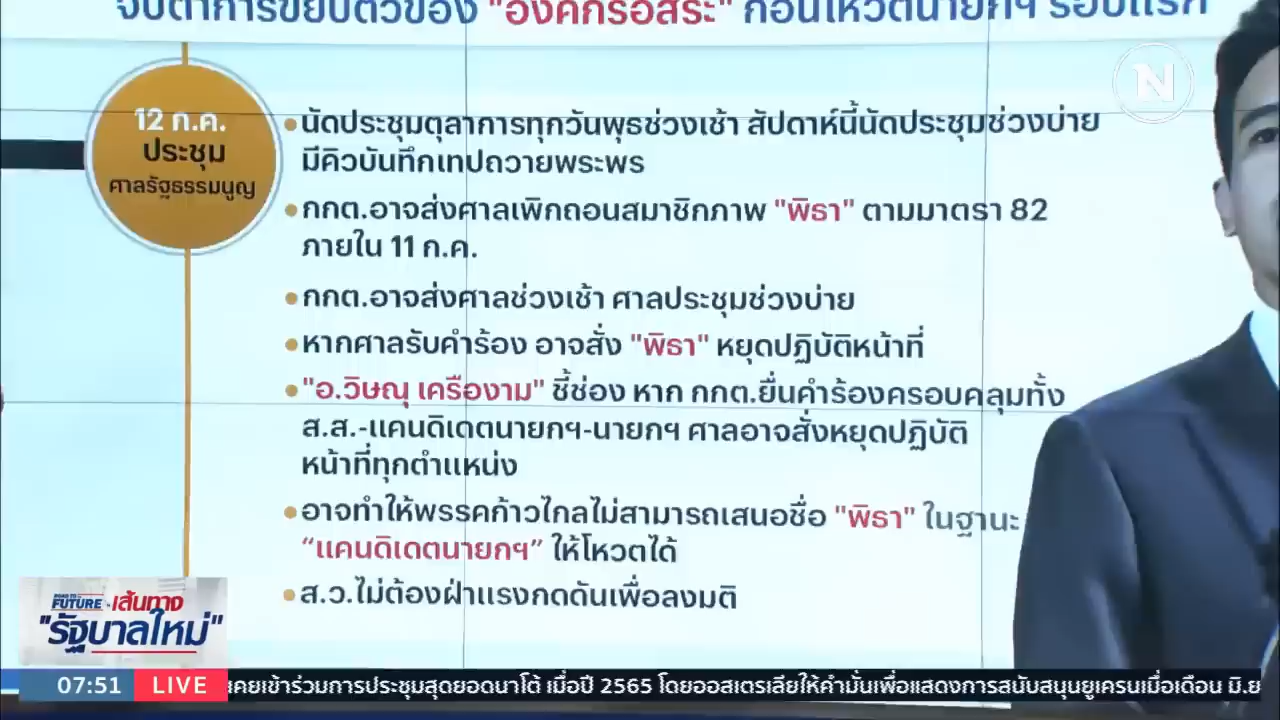 จับตาการขยับตัวของ "องค์กรอิสระ" ก่อนโหวตนายกฯ รอบแรก
N
12 ก.ค.
ประชุม
ศาลรัฐธรรมนูญ
•นัดประชุมตุลาการทุกวันพุธช่วงเช้า สัปดาห์นี้นัดประชุมช่วงบ่าย
มีคิวบันทึกเทปถวายพระพร
•กกต.อาจส่งศาลเพิกถอนสมาชิกภาพ "พิธา" ตามมาตรา 82
ภายใน 11 ก.ค.
•กกต.อาจส่งศาลช่วงเช้า ศาลประชุมช่วงบ่าย
•หากศาลรับคำร้อง อาจสั่ง "พิธา" หยุดปฏิบัติหน้าที่
•"อ.วิษณุ เครืองาม" ชี้ช่อง หาก กกต.ยื่นคำร้องครอบคลุมทั้ง
ส.ส.-แคนดิเดตนายกฯ-นายกฯ ศาลอาจสั่งหยุดปฏิบัติ
หน้าที่ทุกตำแหน่ง
•อาจทำให้พรรคก้าวไกลไม่สามารถเสนอชื่อ "พิธา" ในฐานะ
“แคนดิเดตนายกฯ” ให้โหวตได้
•ส.ว.ไม่ต้องฝ่าแรงกดดันเพื่อลงมติ
ROAD TO FUTURE เส้นทาง
"รัฐบาลใหม่"
07:51 LIVE เคยเข้าร่วมการประชุมสุดยอดนาโต้ เมื่อปี 2565 โดยออสเตรเลียให้คำมั่นเพื่อแสดงการสนับสนุนยูเครนเมื่อเดือน มิ.ย